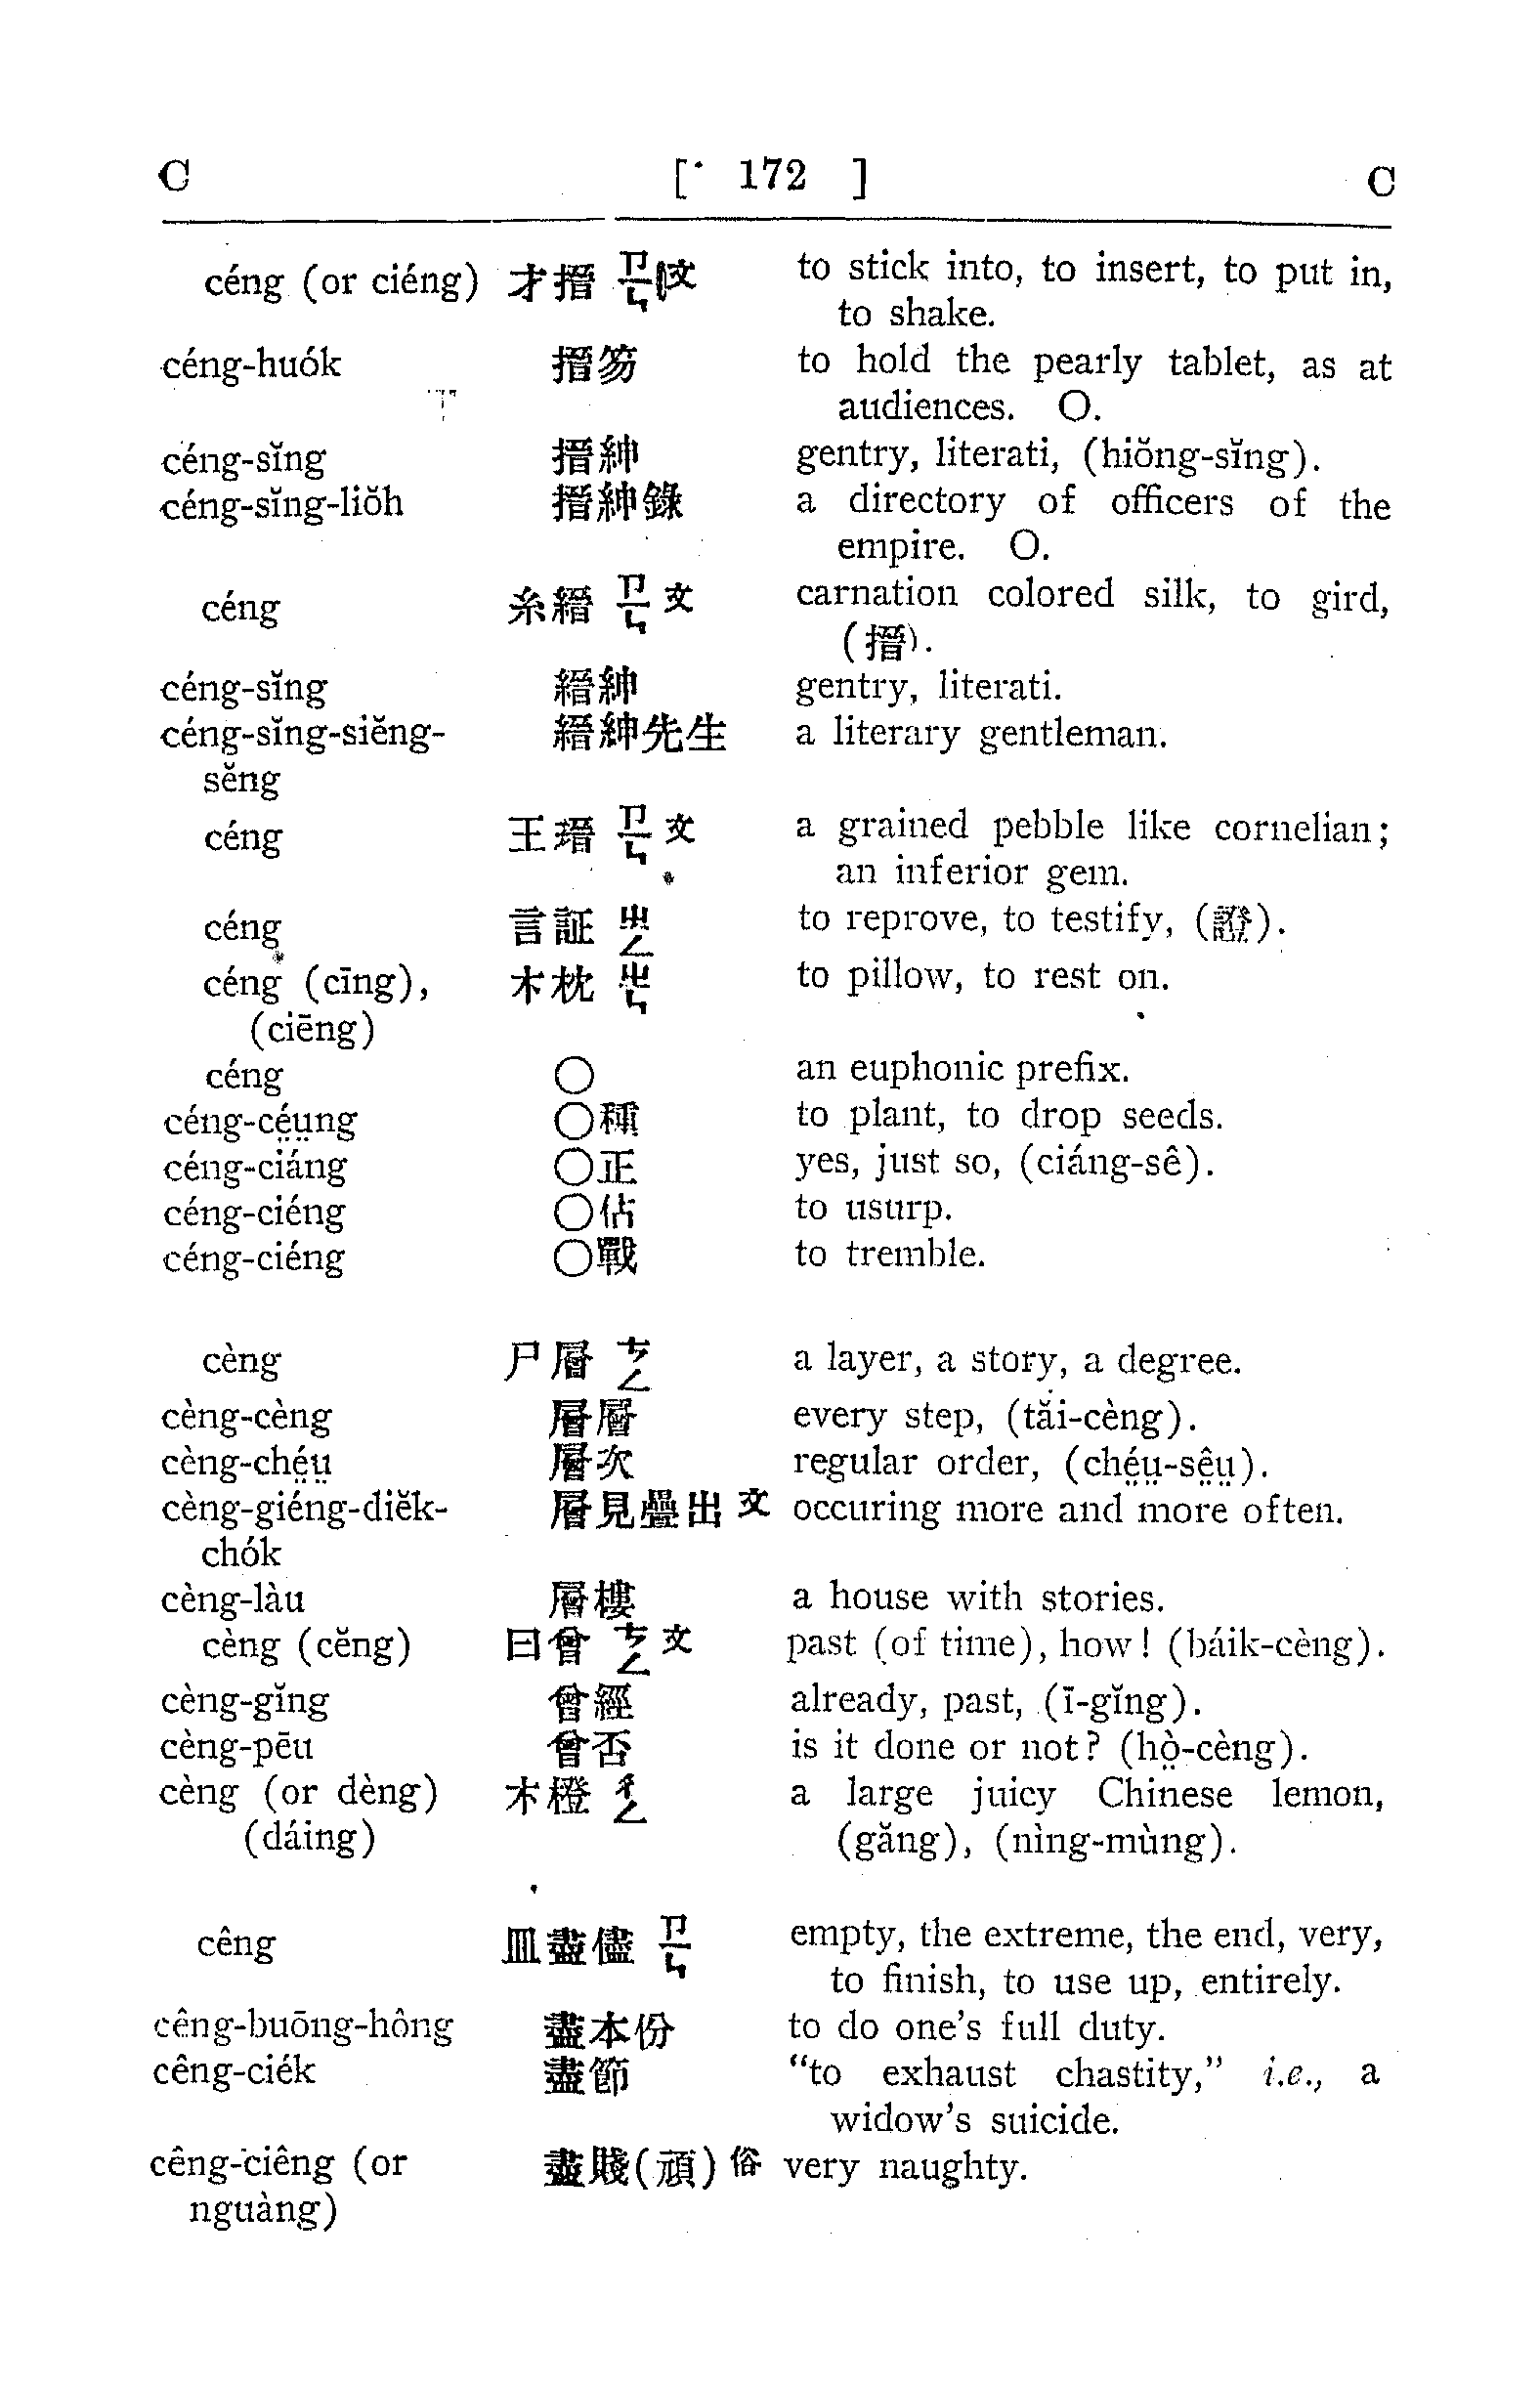 C [ 172 ] C
céng (or ciéng) 才搢 ㄗㄣ 文 to stick into, to insert, to put in,
to shake.
céng-huók 搢笏 to hold the pearly tablet, as at
audiences. O.
céng-sĭng 搢紳 gentry, literati, (hiŏng-sĭng).
céng-sĭng-liŏh 搢紳錄 a directory of officers of the
empire. O.
céng 糸縉 ㄗㄣ 文 carnation colored silk, to gird,
(搢).
céng-sĭng 縉紳 gentry, literati.
céng-sĭng-siĕng- 縉紳先生 a literary gentleman.
sĕng
céng 王瑨 ㄗㄣ 文 a grained pebble like cornelian;
an inferior gem.
céng 言証 ㄓㄥ to reprove, to testify, (證).
céng (cīng), 木枕 ㄓㄣ to pillow, to rest on.
(ciēng)
céng 〇 an euphonic prefix.
céng-cé̤ṳng 〇種 to plant, to drop seeds.
céng-ciáng 〇正 yes, just so, (ciáng-sê).
céng-ciéng 〇佔 to usurp.
céng-ciéng 〇戰 to tremble.
cèng 尸層 ㄘㄥ a layer, a story, a degree.
cèng-cèng 層層 every step, (tăi-cèng).
cèng-ché̤ṳ 層次 regular order, (ché̤ṳ-sê̤ṳ).
cèng-giéng-diĕk- 層見疊出 文 occuring more and more often.
chók
cèng-làu 層樓 a house with stories.
cèng (cĕng) 曰曾 ㄘㄥ 文 past (of time), how! (báik-cèng).
cèng-gĭng 曾經 already, past, (ī-gĭng).
cèng-pēu 曾否 is it done or not? (hò̤-cèng).
cèng (or dèng) 木橙 ㄔㄥ a large juicy Chinese lemon,
(dáing) (găng), (nìng-mùng).
cêng 皿盡儘 ㄗㄣ empty, the extreme, the end, very,
to finish, to use up, entirely.
cêng-buōng-hông 盡本份 to do one's full duty.
cêng-ciék 盡節 "to exhaust chastity," i.e., a
widow's suicide.
cêng-ciêng (or 盡賤(頑) 俗 very naughty.
nguàng)